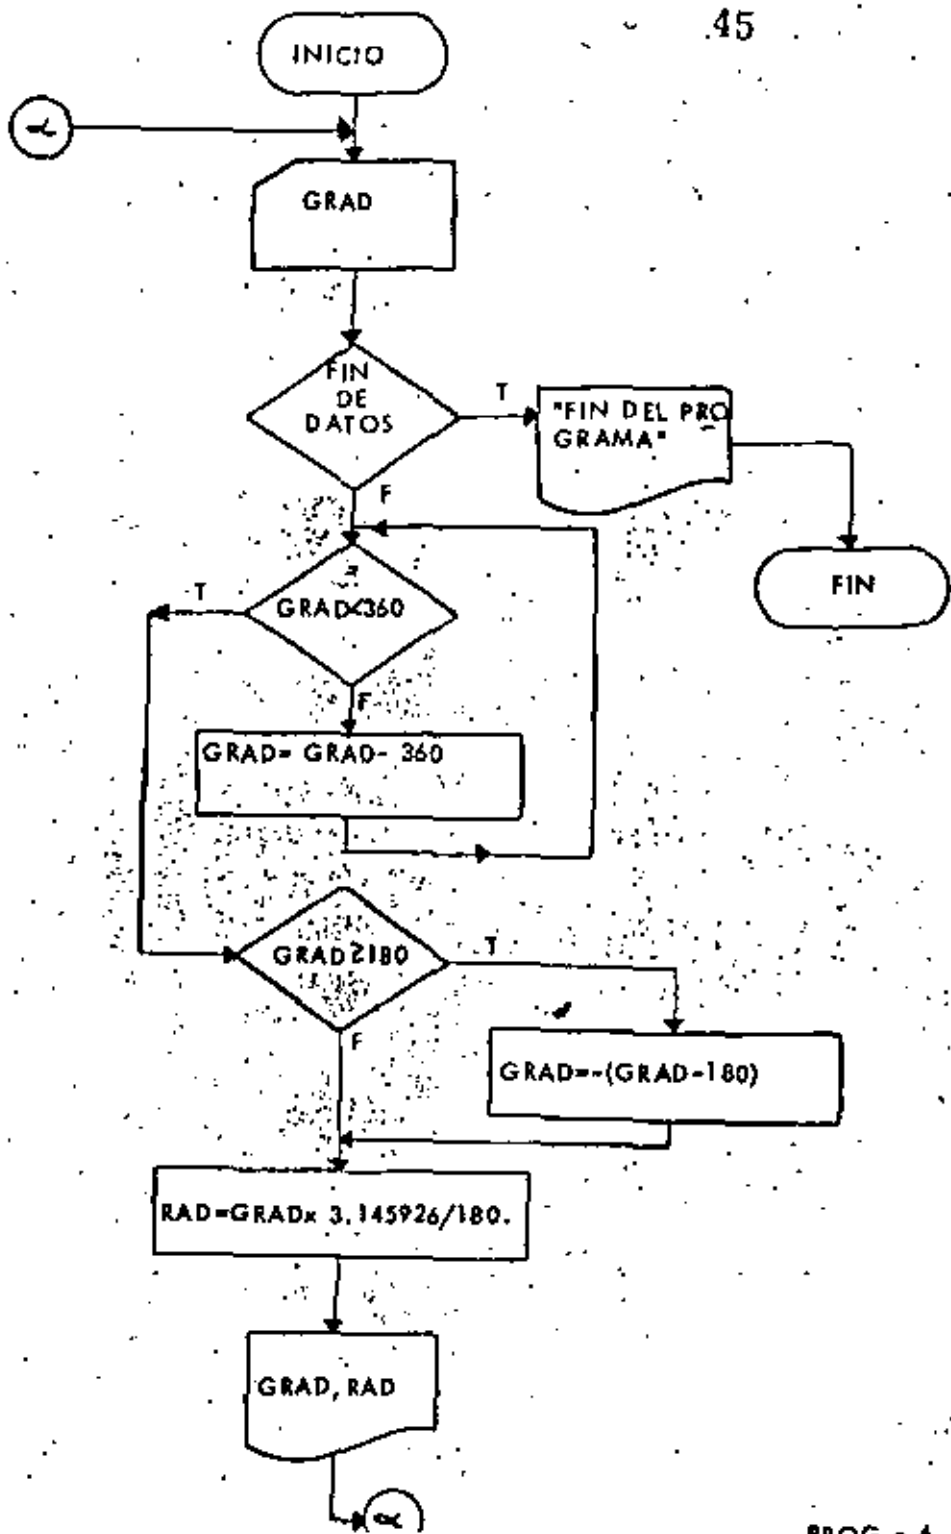 45
INICIO
α
GRAD
FIN
DE
DATOS
T
"FIN DEL PRO
GRAMA"
F
FIN
T
GRAD<360
F
GRAD= GRAD- 360
GRAD≥180
T
F
GRAD=-(GRAD-180)
RAD=GRADx 3.145926/180.
GRAD, RAD
α